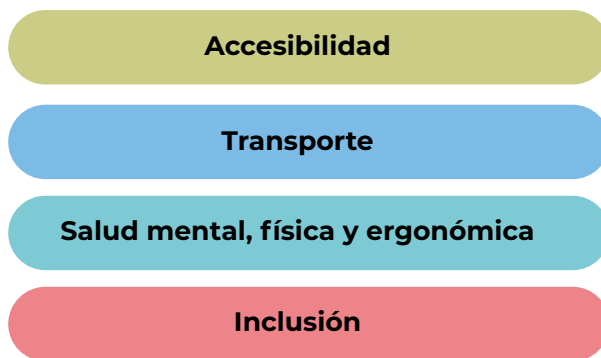 Accesibilidad
Transporte
Salud mental, física y ergonómica
Inclusión